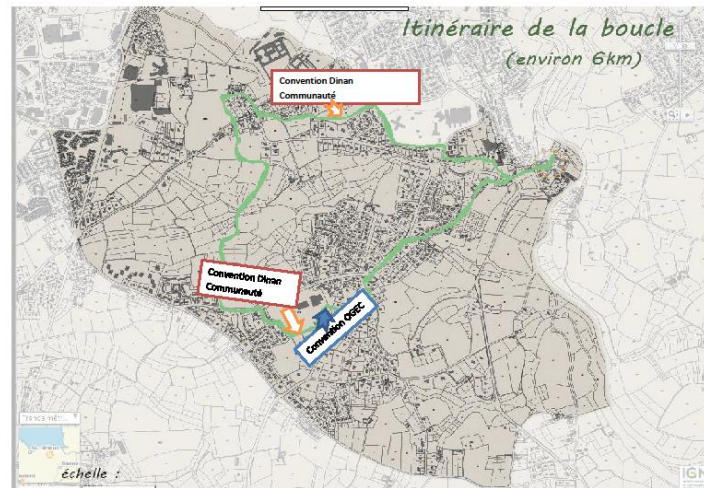 Itinéraire de la boucle
(environ 6km)
Convention Dinan
Communauté
Convention Dinan
Communauté
Convention OGEC
échelle :
IGN